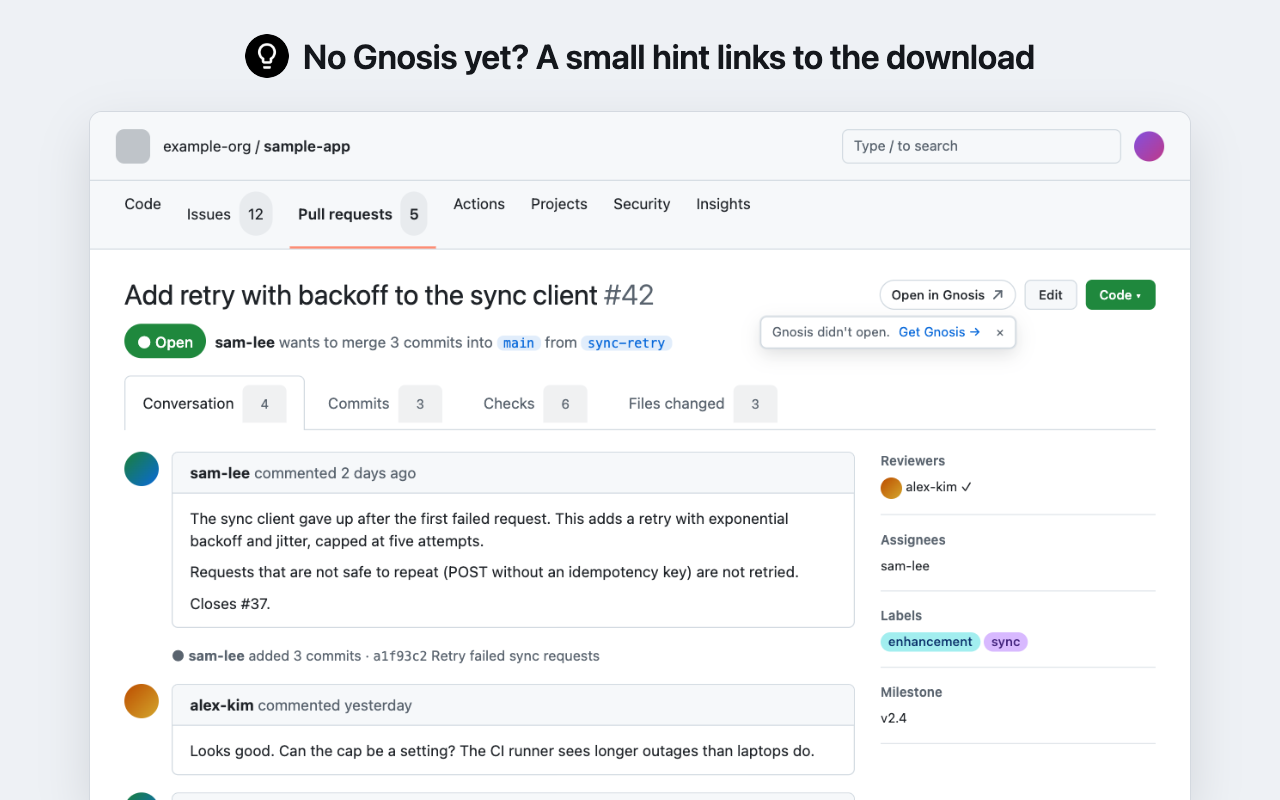 No Gnosis yet? A small hint links to the download
example-org / sample-app
Type / to search
Code Issues 12 Pull requests 5 Actions Projects Security Insights
Add retry with backoff to the sync client #42
Open in Gnosis ↗ Edit Code ▾
Gnosis didn't open. Get Gnosis → ×
Open sam-lee wants to merge 3 commits into main from sync-retry
Conversation 4 Commits 3 Checks 6 Files changed 3
sam-lee commented 2 days ago
The sync client gave up after the first failed request. This adds a retry with exponential
backoff and jitter, capped at five attempts.
Requests that are not safe to repeat (POST without an idempotency key) are not retried.
Closes #37.
sam-lee added 3 commits · a1f93c2 Retry failed sync requests
alex-kim commented yesterday
Looks good. Can the cap be a setting? The CI runner sees longer outages than laptops do.
Reviewers
alex-kim ✓
Assignees
sam-lee
Labels
enhancement sync
Milestone
v2.4